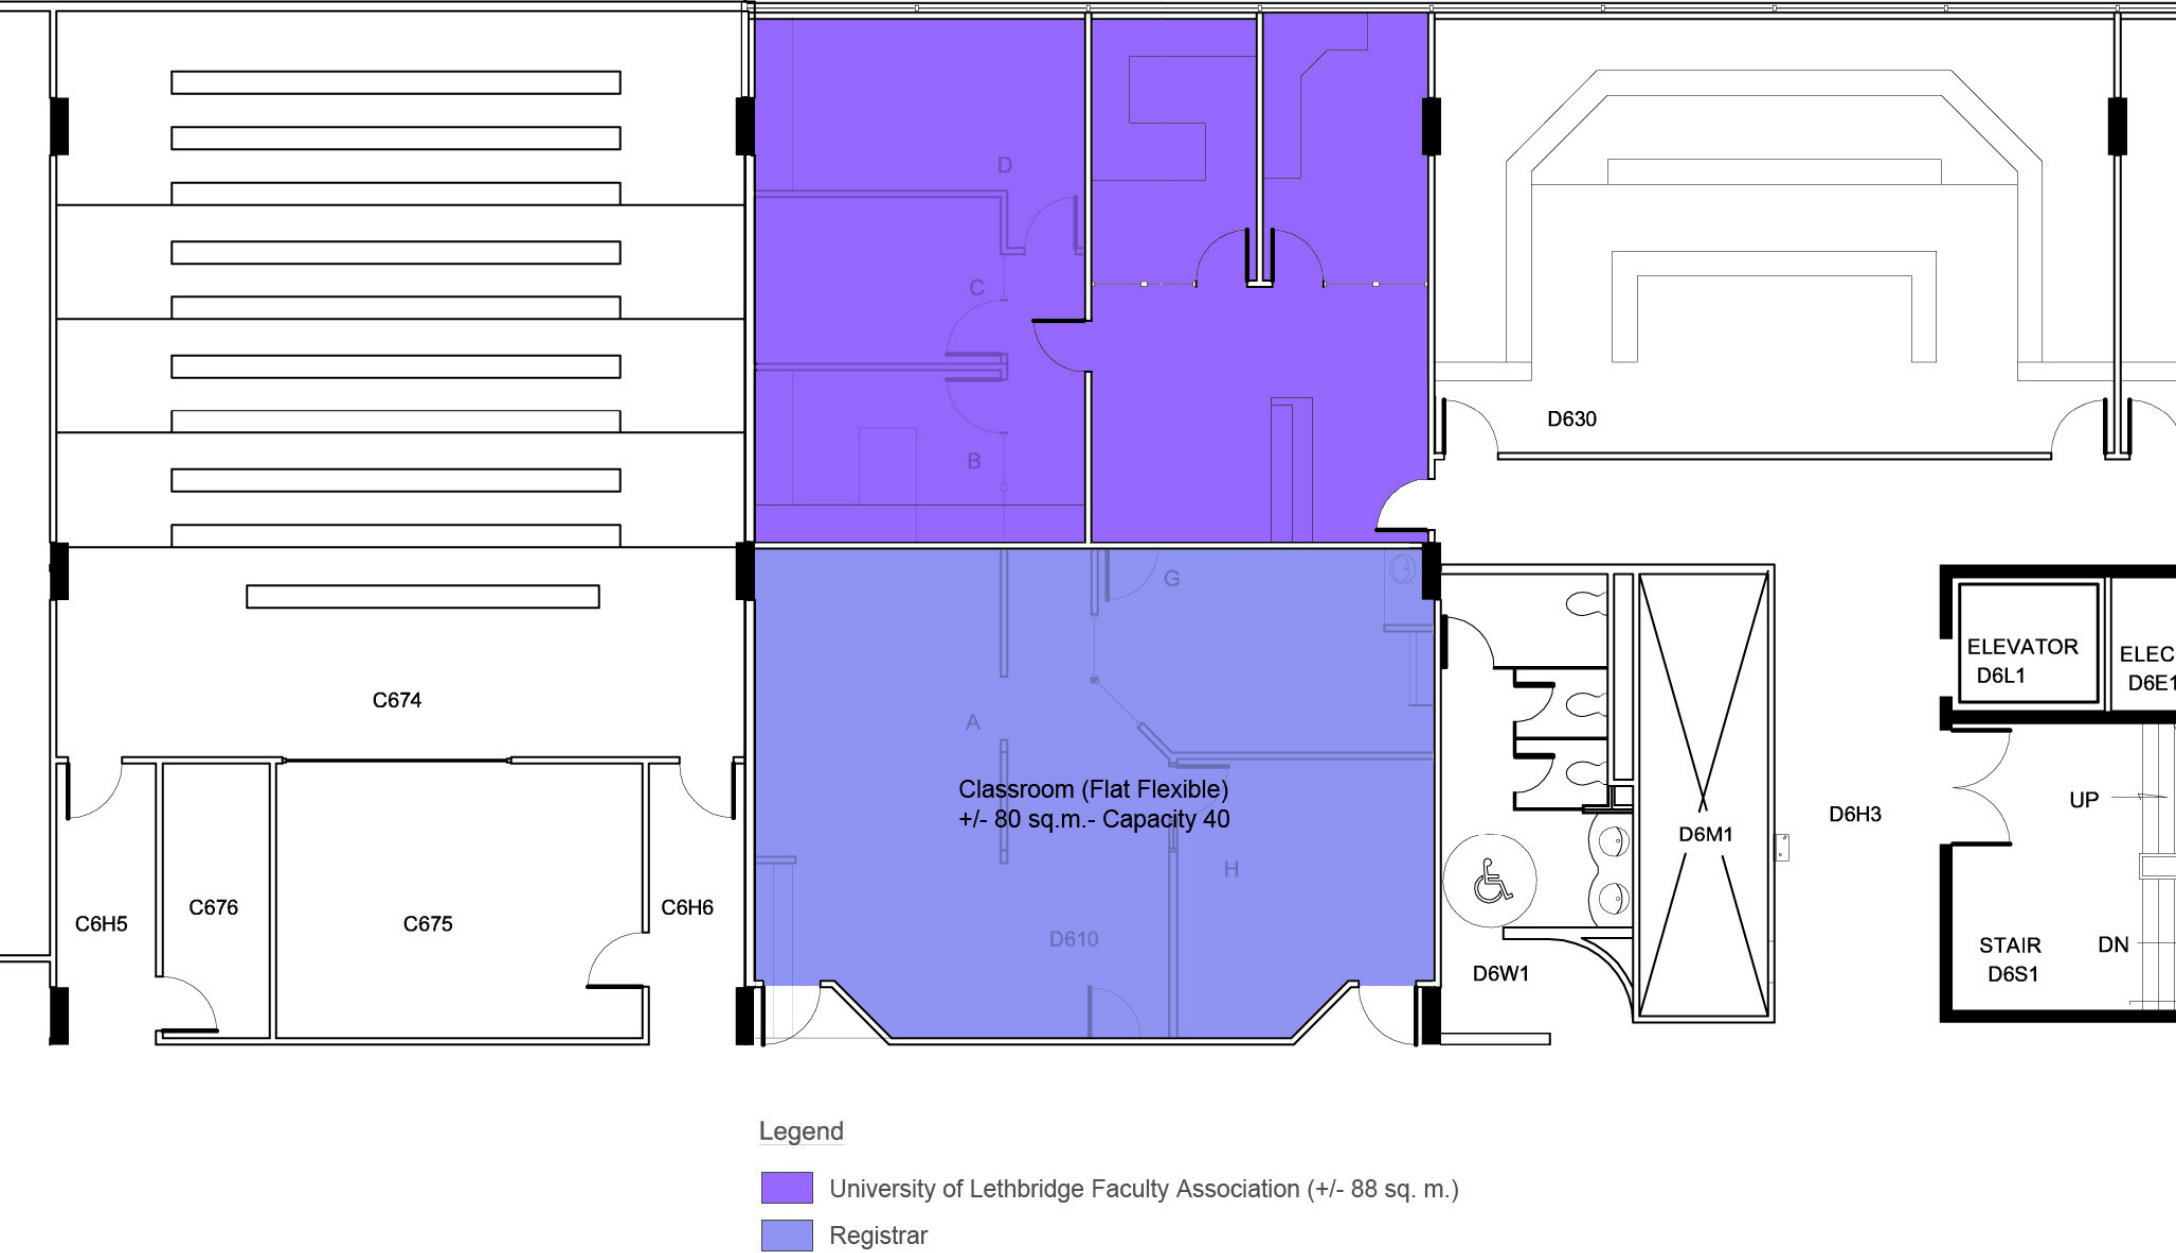 D
C
B
D630
G
A
C674
Classroom (Flat Flexible)
+/- 80 sq.m.- Capacity 40
H
D610
C6H5
C676
C675
C6H6
D6W1
D6M1
D6H3
ELEVATOR
D6L1
ELEC
D6E1
UP
STAIR
D6S1
DN
Legend
University of Lethbridge Faculty Association (+/- 88 sq. m.)
Registrar